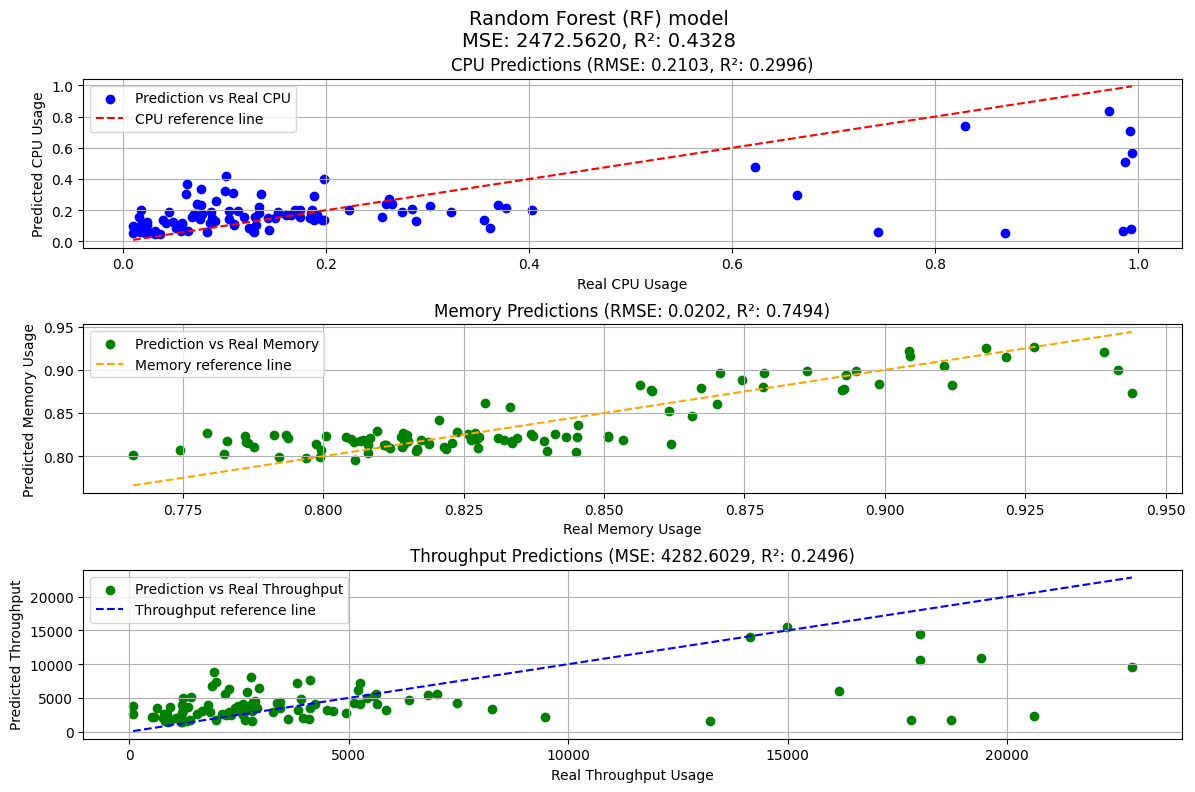 Random Forest (RF) model
MSE: 2472.5620, R²: 0.4328
CPU Predictions (RMSE: 0.2103, R²: 0.2996)
Predicted CPU Usage
1.0
0.8
0.6
0.4
0.2
0.0
Prediction vs Real CPU
CPU reference line
0.0 0.2 0.4 0.6 0.8 1.0
Real CPU Usage
Memory Predictions (RMSE: 0.0202, R²: 0.7494)
Predicted Memory Usage
0.95
0.90
0.85
0.80
Prediction vs Real Memory
Memory reference line
0.775 0.800 0.825 0.850 0.875 0.900 0.925 0.950
Real Memory Usage
Throughput Predictions (MSE: 4282.6029, R²: 0.2496)
Predicted Throughput
20000
15000
10000
5000
0
Prediction vs Real Throughput
Throughput reference line
0 5000 10000 15000 20000
Real Throughput Usage